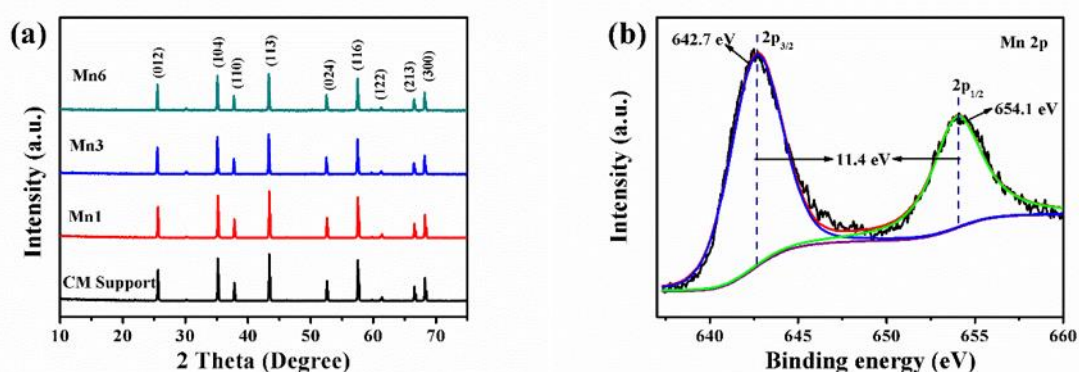 (a)
Mn6
Mn3
Mn1
CM Support
(012)
(104)
(110)
(113)
(024)
(116)
(122)
(213)
(300)
Intensity (a.u.)
10 20 30 40 50 60 70
2 Theta (Degree)
(b)
642.7 eV
2p3/2
Mn 2p
2p1/2
654.1 eV
11.4 eV
Intensity (a.u.)
640 645 650 655 660
Binding energy (eV)